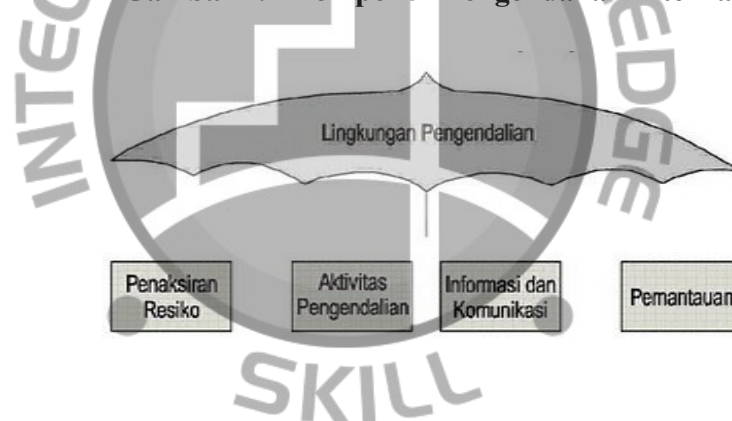 Lingkungan Pengendalian
Penaksiran
Resiko
Aktivitas
Pengendalian
Informasi dan
Komunikasi
Pemantauan
SKILL